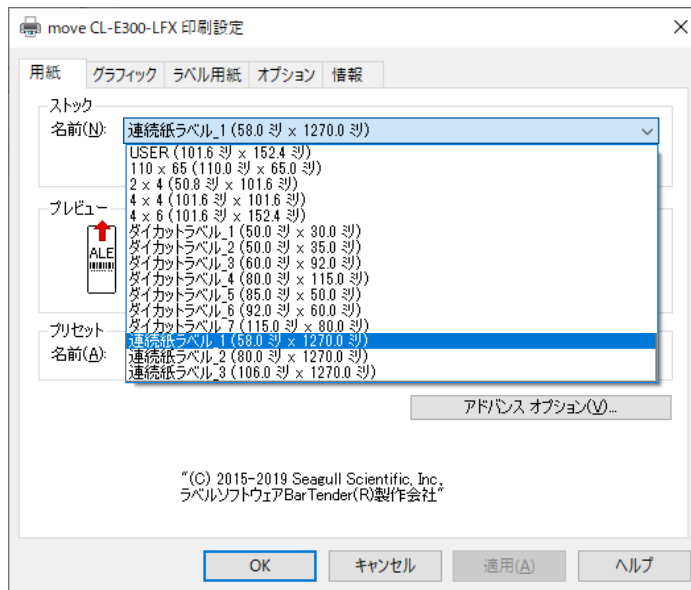 move CL-E300-LFX 印刷設定
用紙 グラフィック ラベル用紙 オプション 情報
ストック
名前(N): 連続紙ラベル_1 (58.0 ミリ x 1270.0 ミリ)
USER (101.6 ミリ x 152.4 ミリ)
110 x 65 (110.0 ミリ x 65.0 ミリ)
2 x 4 (50.8 ミリ x 101.6 ミリ)
4 x 4 (101.6 ミリ x 101.6 ミリ)
4 x 6 (101.6 ミリ x 152.4 ミリ)
ダイカットラベル_1 (50.0 ミリ x 30.0 ミリ)
ダイカットラベル_2 (50.0 ミリ x 35.0 ミリ)
ダイカットラベル_3 (60.0 ミリ x 92.0 ミリ)
ダイカットラベル_4 (80.0 ミリ x 115.0 ミリ)
ダイカットラベル_5 (85.0 ミリ x 50.0 ミリ)
ダイカットラベル_6 (92.0 ミリ x 60.0 ミリ)
ダイカットラベル_7 (115.0 ミリ x 80.0 ミリ)
連続紙ラベル_1 (58.0 ミリ x 1270.0 ミリ)
連続紙ラベル_2 (80.0 ミリ x 1270.0 ミリ)
連続紙ラベル_3 (106.0 ミリ x 1270.0 ミリ)
プレビュー
ALE
プリセット
名前(A):
アドバンス オプション(V)...
"(C) 2015-2019 Seagull Scientific, Inc,
ラベルソフトウェアBarTender(R)製作会社"
OK キャンセル 適用(A) ヘルプ